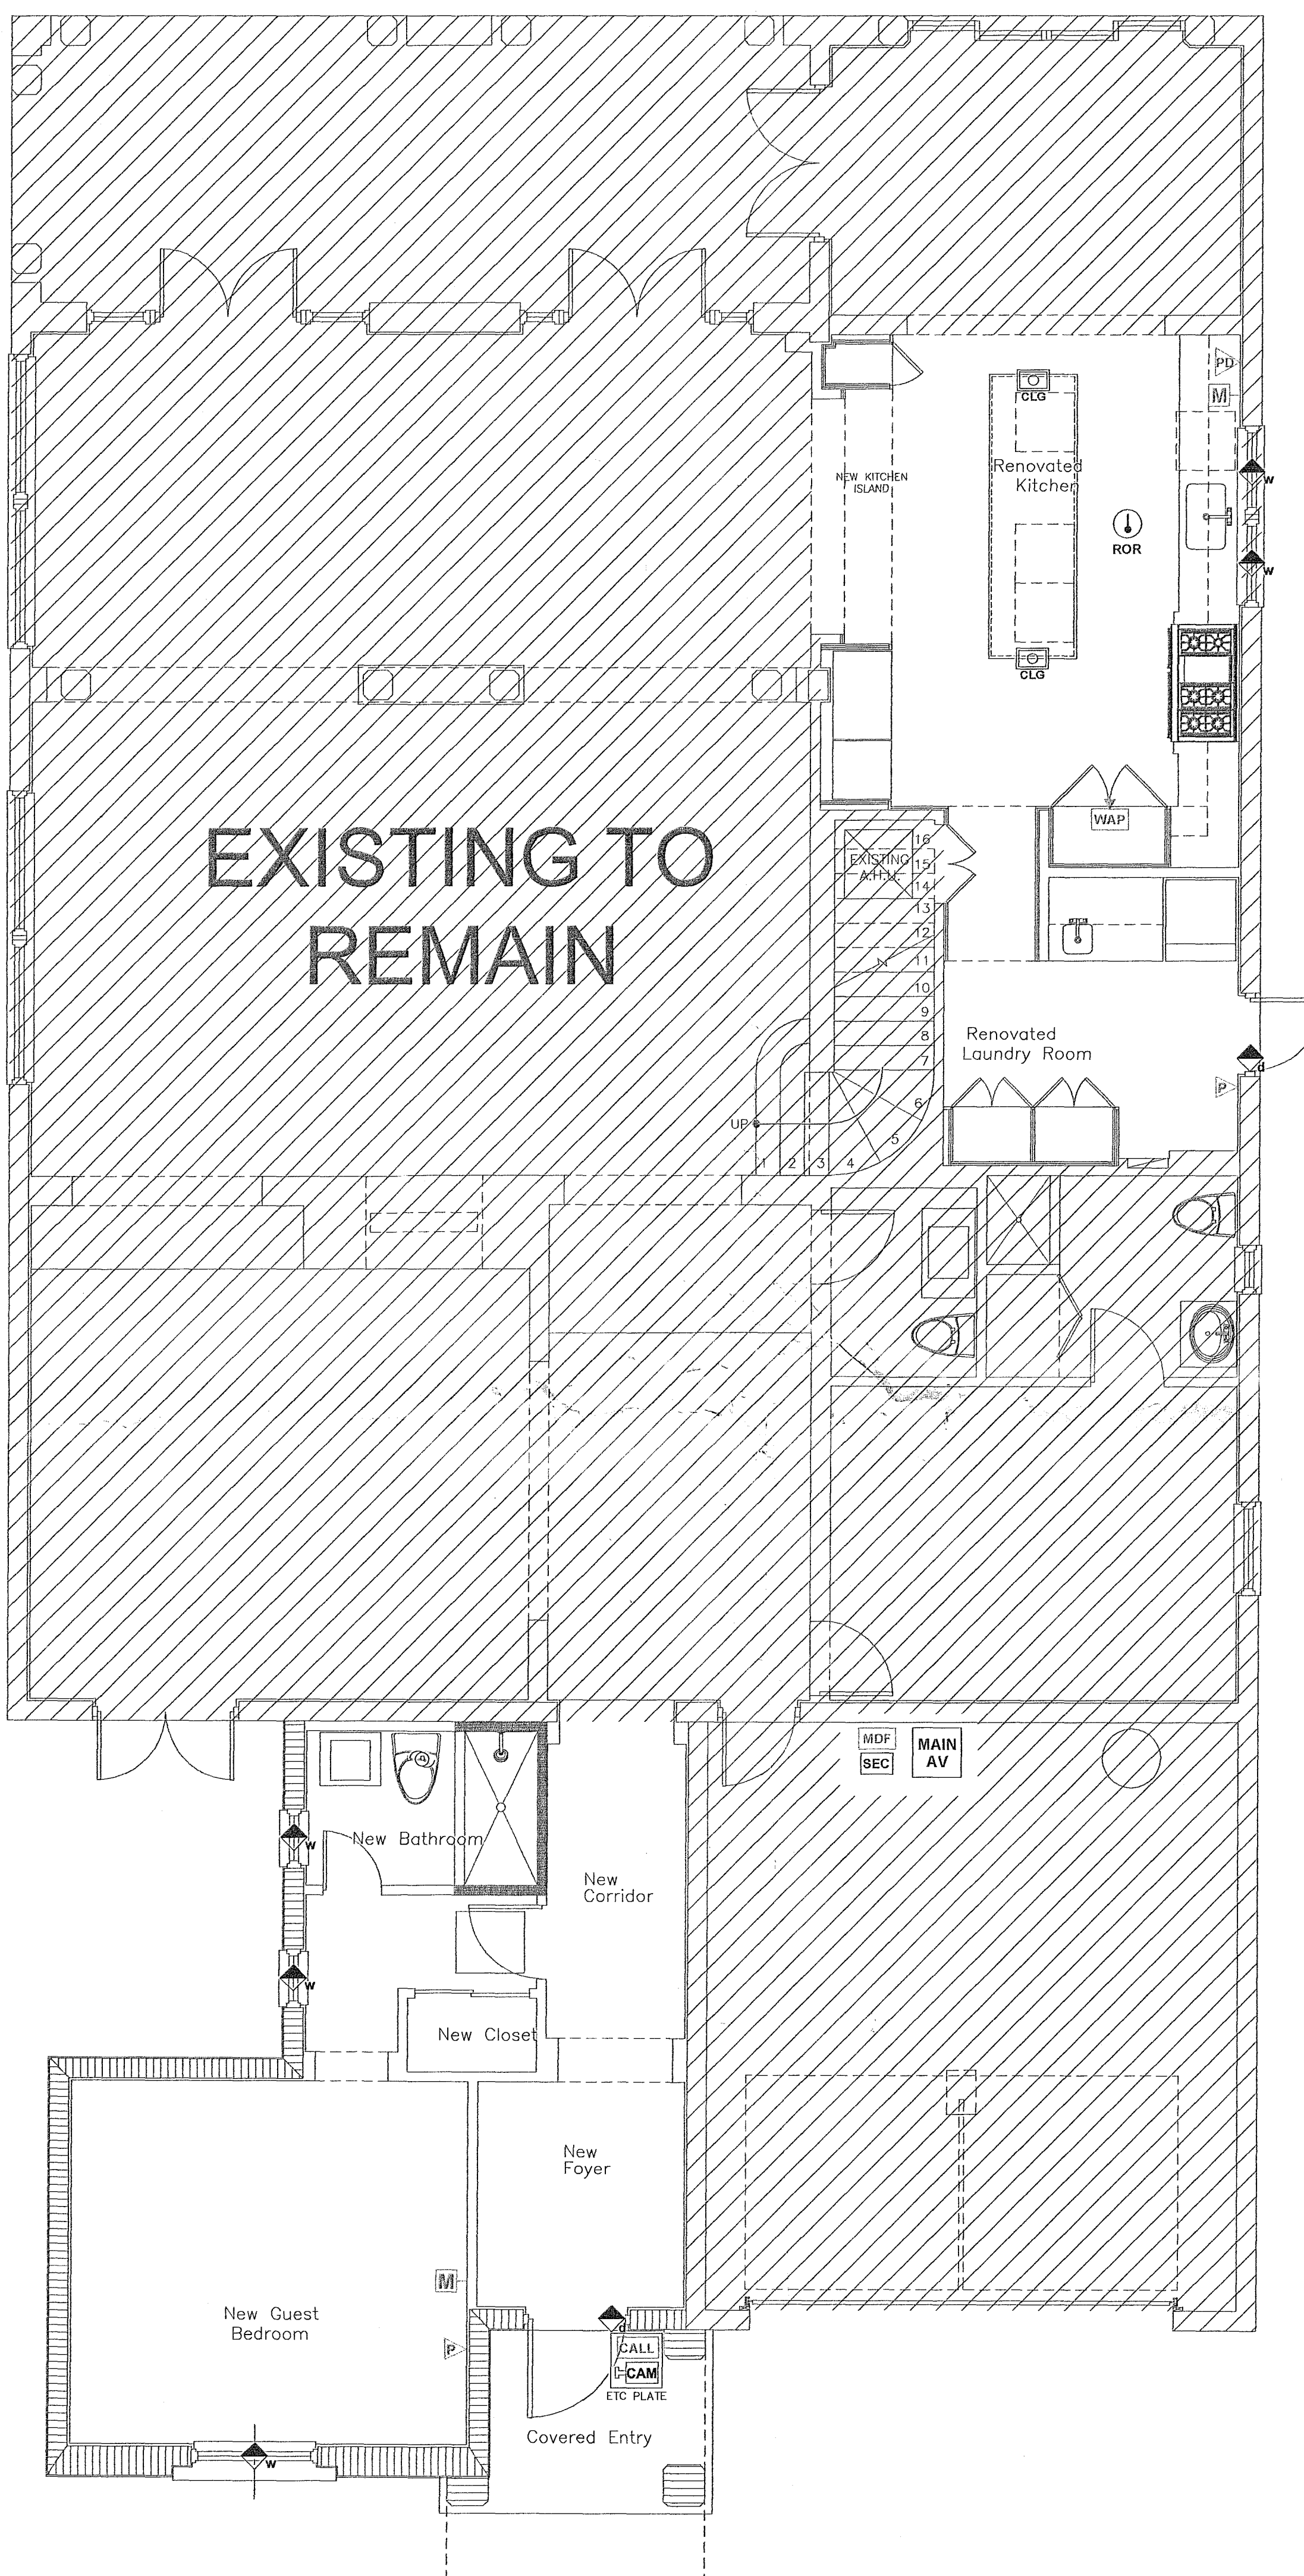 PD
M
CLG
Renovated
Kitchen
NEW KITCHEN
ISLAND
w
ROR
w
CLG
WAP
EXISTING TO
REMAIN
EXISTING
A.H.U.
16
15
14
13
12
11
10
9
8
7
6
5
4
3
2
1
UP
Renovated
Laundry Room
d
P
MDF
SEC
MAIN
AV
w
New Bathroom
New
Corridor
w
New Closet
New
Foyer
M
New Guest
Bedroom
P
d
CALL
CAM
ETC PLATE
Covered Entry
w